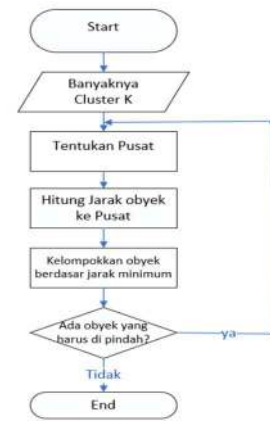 Start
Banyaknya
Cluster K
Tentukan Pusat
Hitung Jarak obyek
ke Pusat
Kelompokkan obyek
berdasar jarak minimum
Ada obyek yang
harus di pindah?
ya
Tidak
End